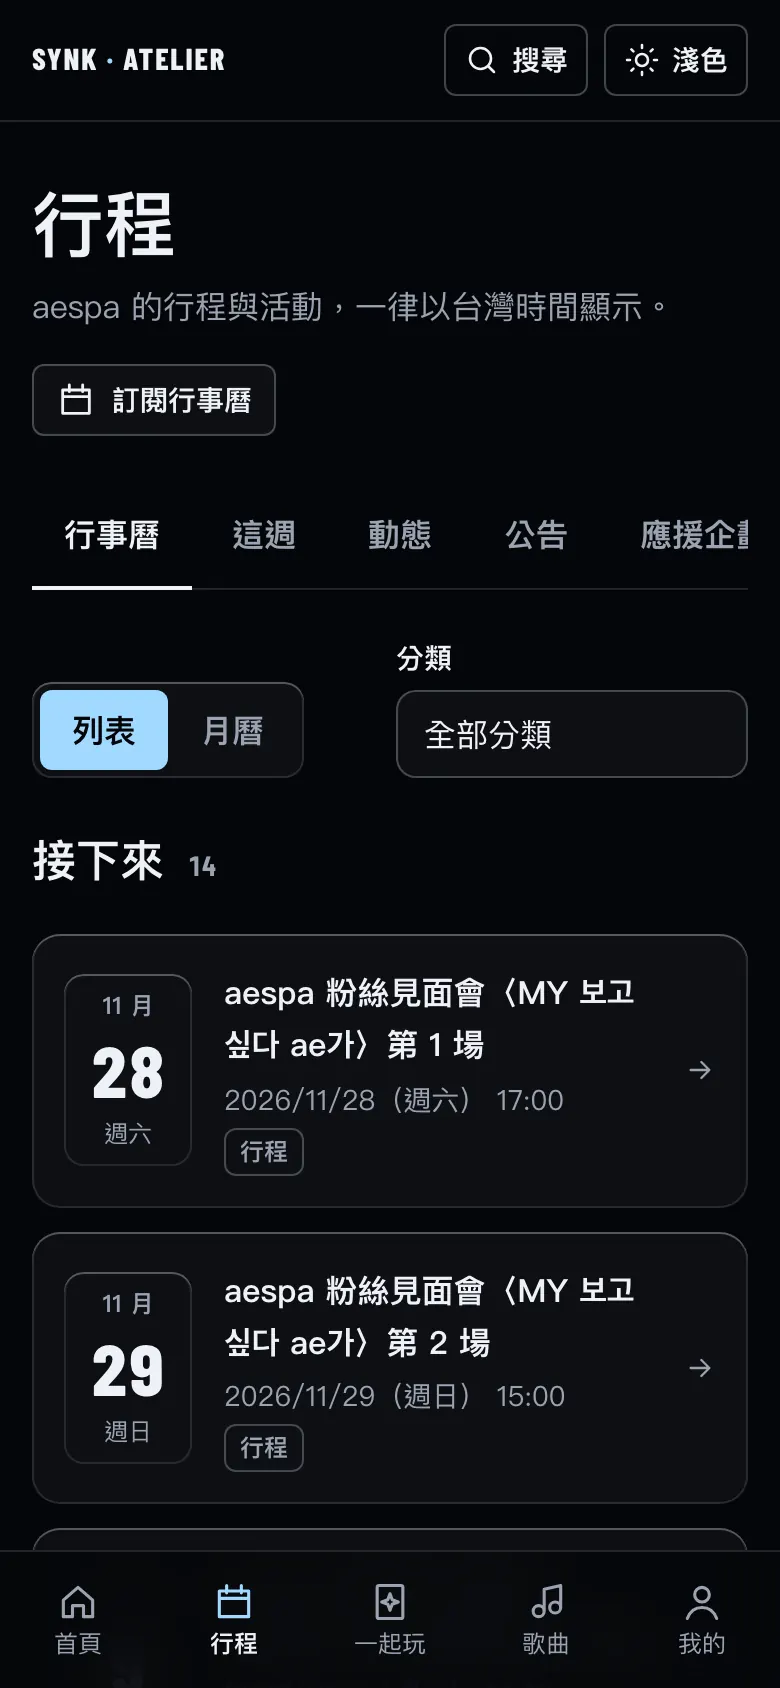 SYNK · ATELIER
搜尋
淺色
行程
aespa 的行程與活動，一律以台灣時間顯示。
訂閱行事曆
行事曆
這週
動態
公告
應援企
分類
列表
月曆
全部分類
接下來 14
11 月
28
週六
aespa 粉絲見面會〈MY 보고
싶다 ae가〉第 1 場
2026/11/28（週六） 17:00
行程
11 月
29
週日
aespa 粉絲見面會〈MY 보고
싶다 ae가〉第 2 場
2026/11/29（週日） 15:00
行程
首頁
行程
一起玩
歌曲
我的